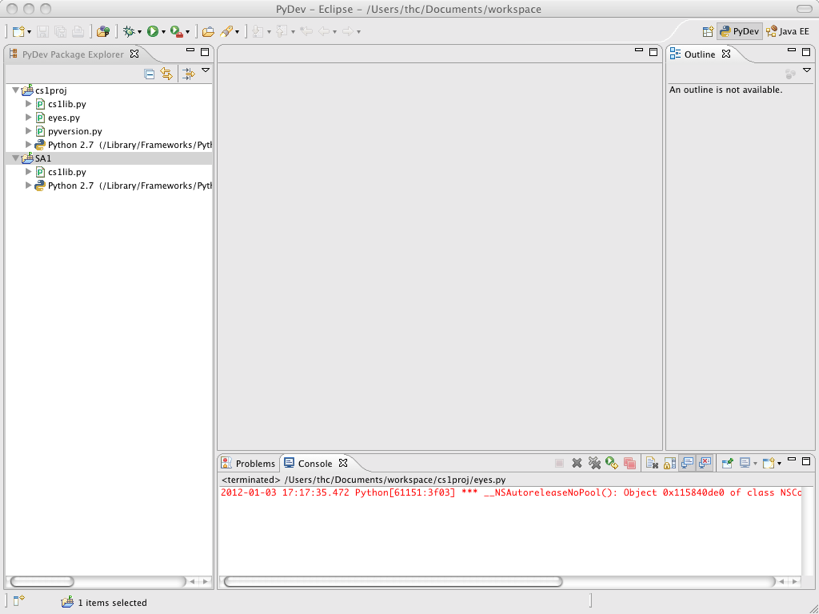 PyDev - Eclipse - /Users/thc/Documents/workspace
PyDev
Java EE
PyDev Package Explorer
cs1proj
cs1lib.py
eyes.py
pyversion.py
Python 2.7 (/Library/Frameworks/Pyth
SA1
cs1lib.py
Python 2.7 (/Library/Frameworks/Pyth
Outline
An outline is not available.
Problems
Console
<terminated> /Users/thc/Documents/workspace/cs1proj/eyes.py
2012-01-03 17:17:35.472 Python[61151:3f03] *** __NSAutoreleaseNoPool(): Object 0x115840de0 of class NSCo
1 items selected